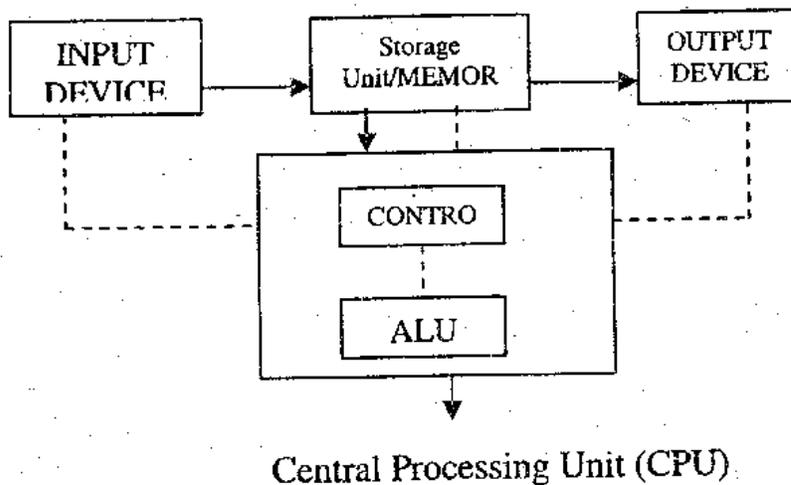 INPUT
DEVICE
Storage
Unit/MEMOR
OUTPUT
DEVICE
CONTRO
ALU
Central Processing Unit (CPU)